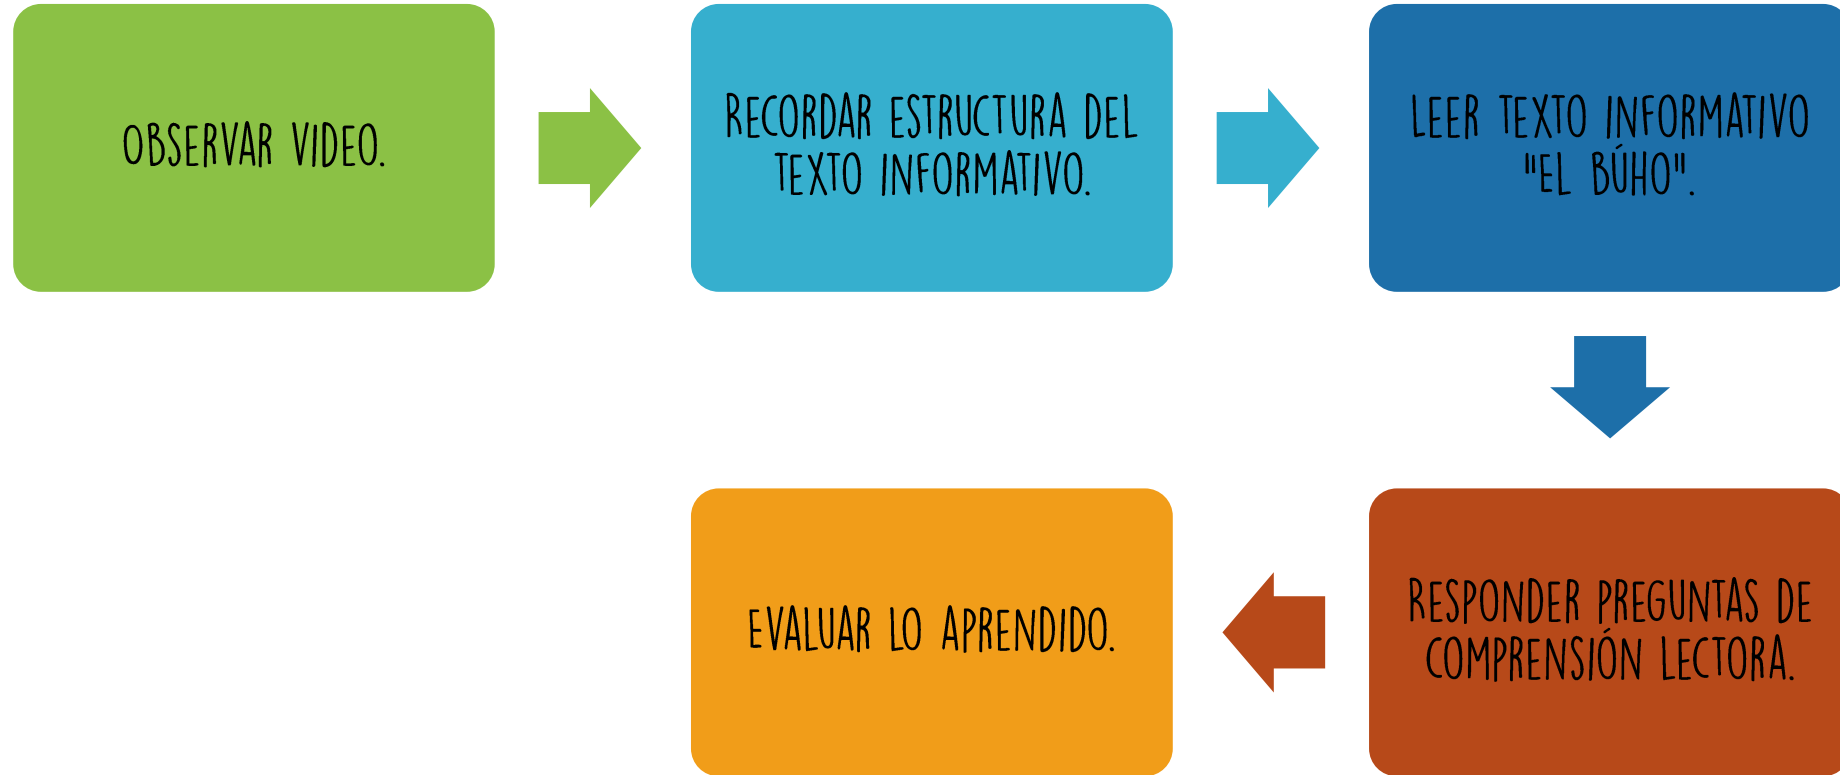 OBSERVAR VIDEO.
RECORDAR ESTRUCTURA DEL
TEXTO INFORMATIVO.
LEER TEXTO INFORMATIVO
"EL BÚHO".
RESPONDER PREGUNTAS DE
COMPRENSIÓN LECTORA.
EVALUAR LO APRENDIDO.